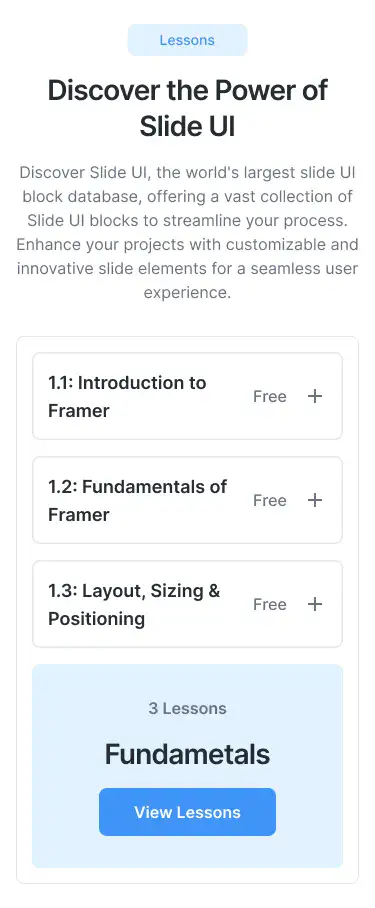 Lessons
Discover the Power of
Slide UI
Discover Slide UI, the world's largest slide UI
block database, offering a vast collection of
Slide UI blocks to streamline your process.
Enhance your projects with customizable and
innovative slide elements for a seamless user
experience.
1.1: Introduction to
Framer
Free
1.2: Fundamentals of
Framer
Free
1.3: Layout, Sizing &
Positioning
Free
3 Lessons
Fundametals
View Lessons